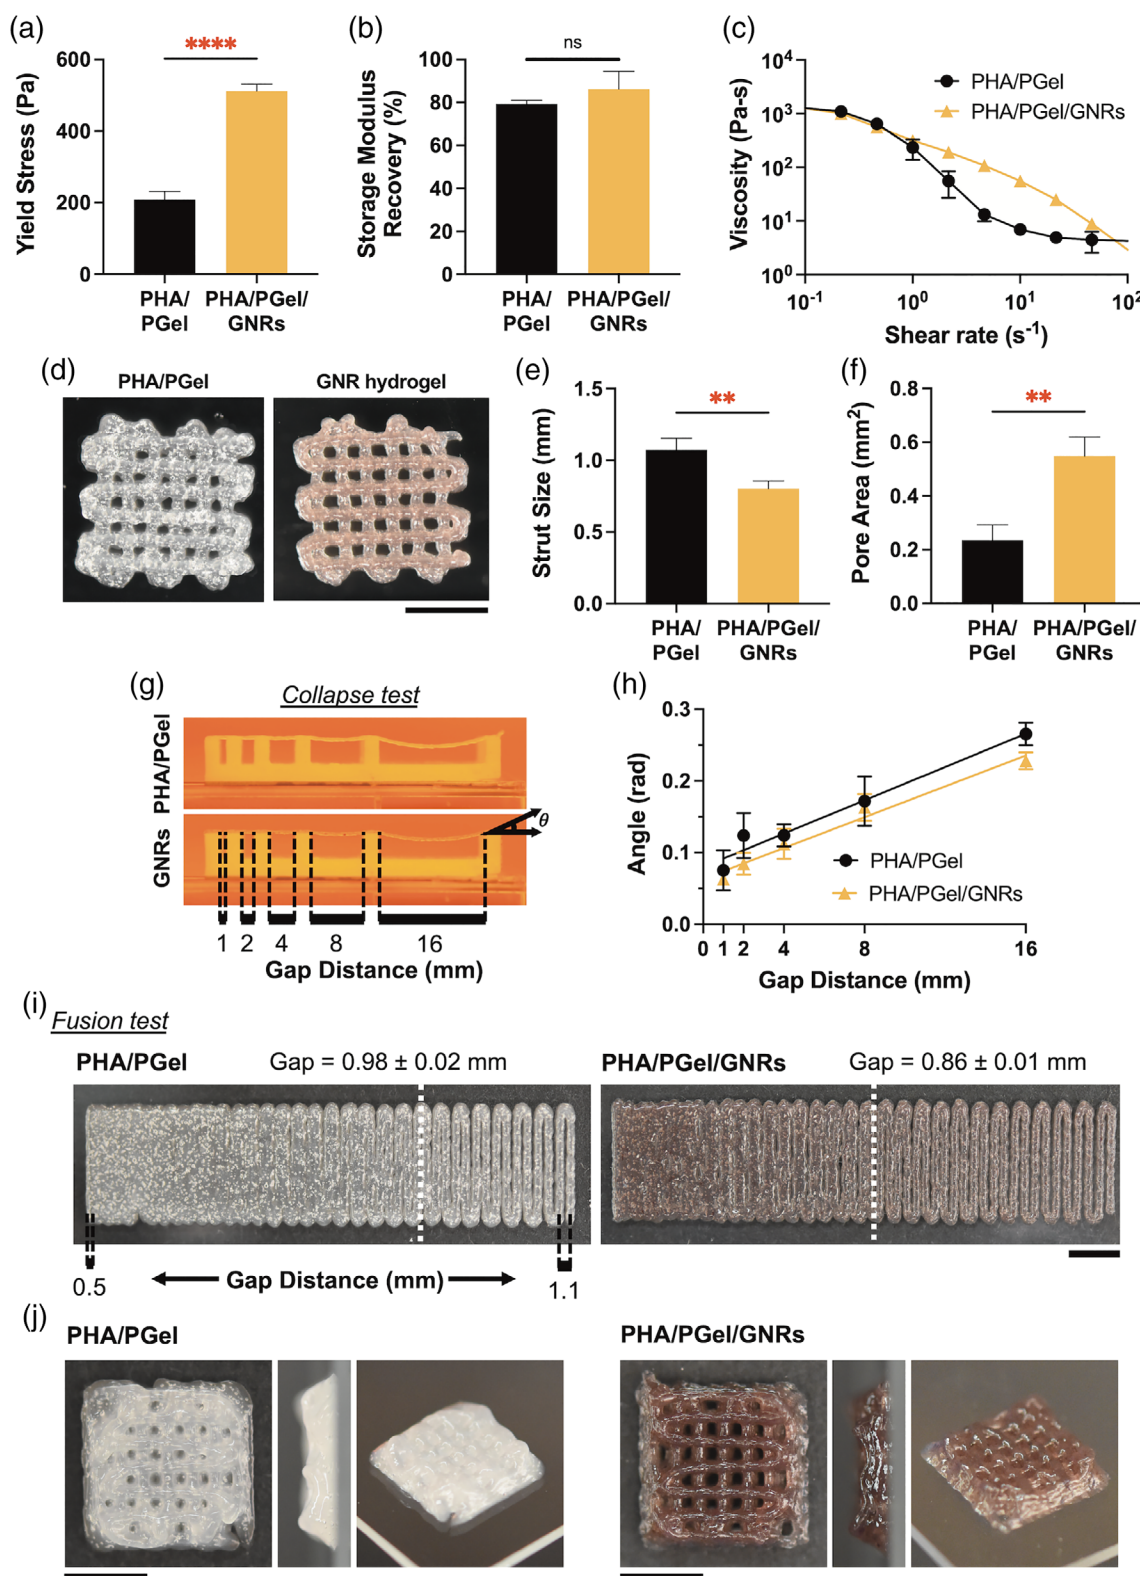 (a)
600
400
200
0
Yield Stress (Pa)
****
PHA/
PGel
PHA/PGel/
GNRs
(b)
100
80
60
40
20
0
Storage Modulus
Recovery (%)
ns
PHA/
PGel
PHA/PGel/
GNRs
(c)
10⁴
10³
10²
10¹
10⁰
Viscosity (Pa-s)
PHA/PGel
PHA/PGel/GNRs
10⁻¹ 10⁰ 10¹ 10²
Shear rate (s⁻¹)
(d)
PHA/PGel
GNR hydrogel
(e)
1.5
1.0
0.5
0.0
Strut Size (mm)
**
PHA/
PGel
PHA/PGel/
GNRs
(f)
0.8
0.6
0.4
0.2
0.0
Pore Area (mm²)
**
PHA/
PGel
PHA/PGel/
GNRs
(g)
Collapse test
PHA/PGel
GNRs
θ
1 2 4 8 16
Gap Distance (mm)
(h)
0.3
0.2
0.1
0.0
Angle (rad)
PHA/PGel
PHA/PGel/GNRs
0 1 2 4 8 16
Gap Distance (mm)
(i)
Fusion test
PHA/PGel
Gap = 0.98 ± 0.02 mm
PHA/PGel/GNRs
Gap = 0.86 ± 0.01 mm
0.5
Gap Distance (mm)
1.1
(j)
PHA/PGel
PHA/PGel/GNRs